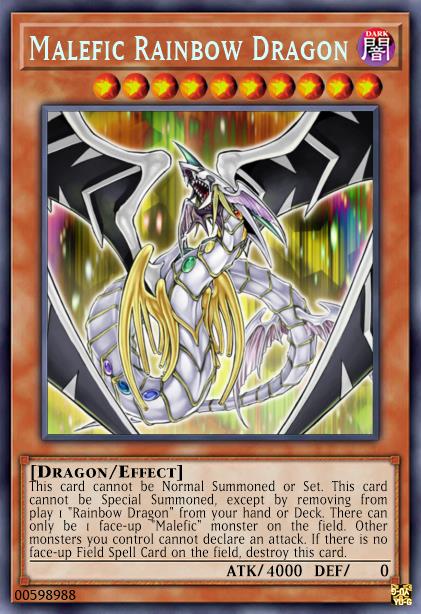 Malefic Rainbow Dragon
DARK
闇
[Dragon/Effect]
This card cannot be Normal Summoned or Set. This card
cannot be Special Summoned, except by removing from
play 1 "Rainbow Dragon" from your hand or Deck. There can
only be 1 face-up "Malefic" monster on the field. Other
monsters you control cannot declare an attack. If there is no
face-up Field Spell Card on the field, destroy this card.
ATK/ 4000 DEF/ 0
00598988